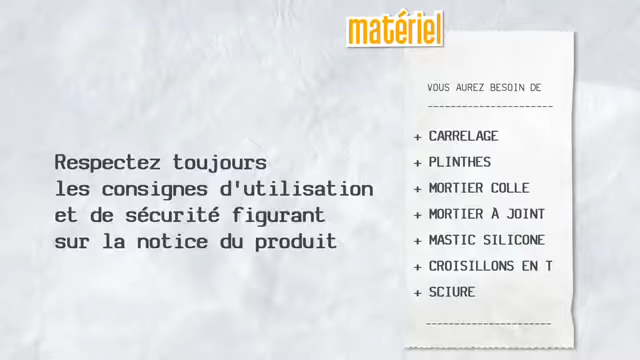 matériel
VOUS AUREZ BESOIN DE
----------------------
+ CARRELAGE
+ PLINTHES
+ MORTIER COLLE
+ MORTIER À JOINT
+ MASTIC SILICONE
+ CROISILLONS EN T
+ SCIURE
----------------------
Respectez toujours
les consignes d'utilisation
et de sécurité figurant
sur la notice du produit